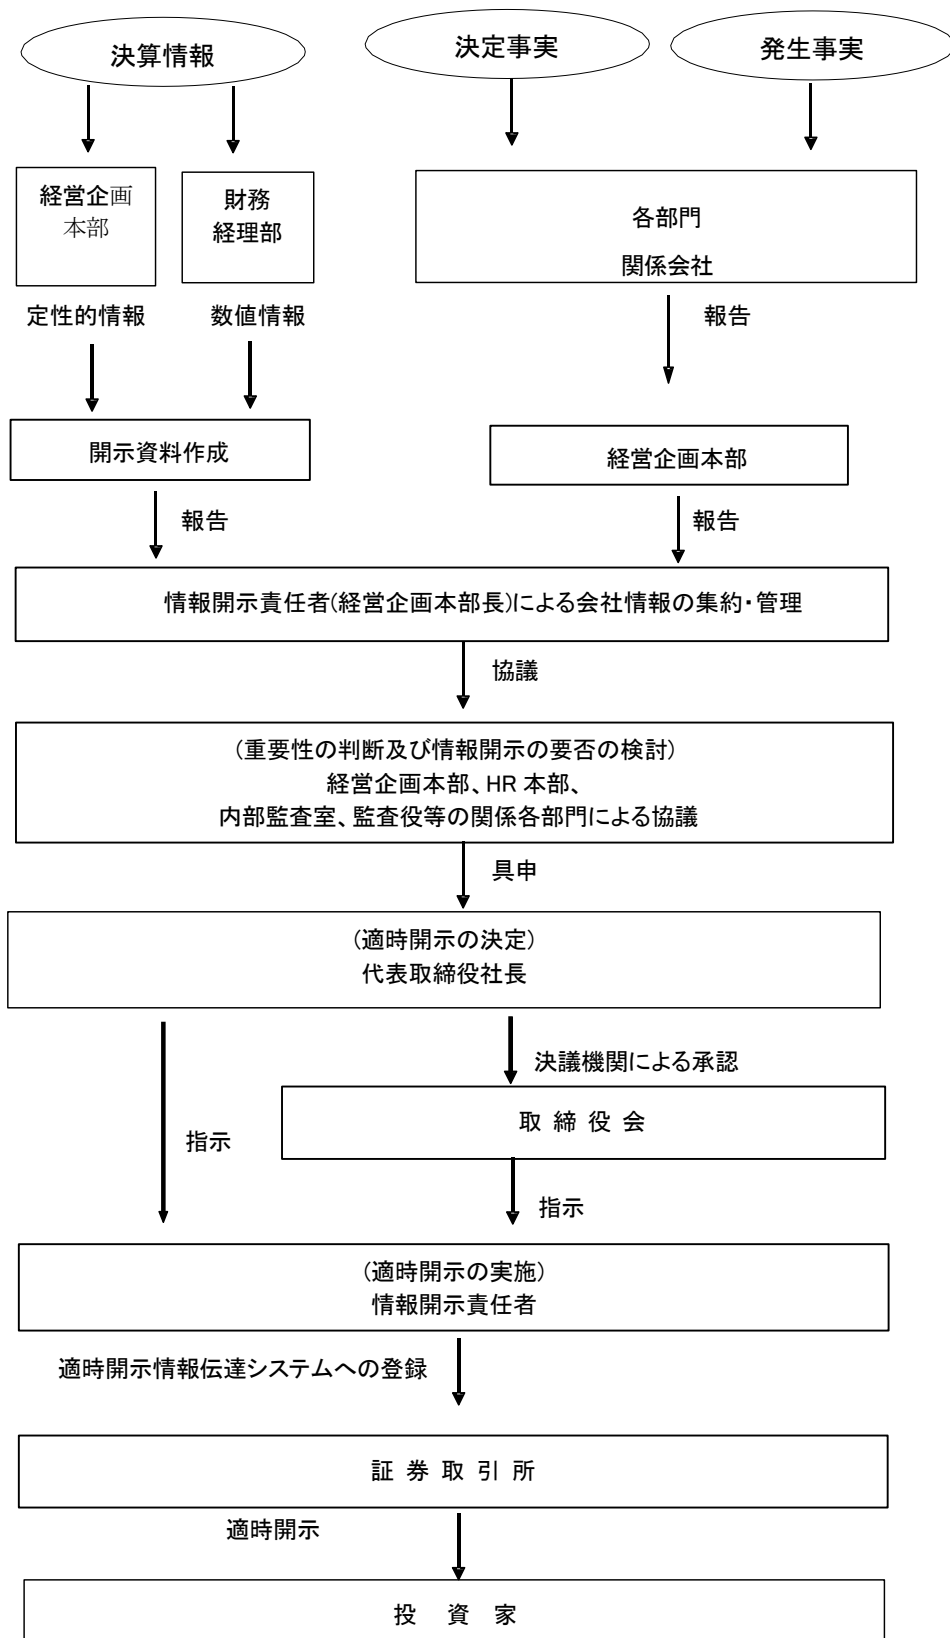 決算情報
決定事実
発生事実
経営企画
本部
財務
経理部
各部門
関係会社
定性的情報
数値情報
報告
開示資料作成
経営企画本部
報告
報告
情報開示責任者(経営企画本部長)による会社情報の集約・管理
協議
(重要性の判断及び情報開示の要否の検討)
経営企画本部、HR 本部、
内部監査室、監査役等の関係各部門による協議
具申
(適時開示の決定)
代表取締役社長
決議機関による承認
取 締 役 会
指示
指示
(適時開示の実施)
情報開示責任者
適時開示情報伝達システムへの登録
証 券 取 引 所
適時開示
投 資 家